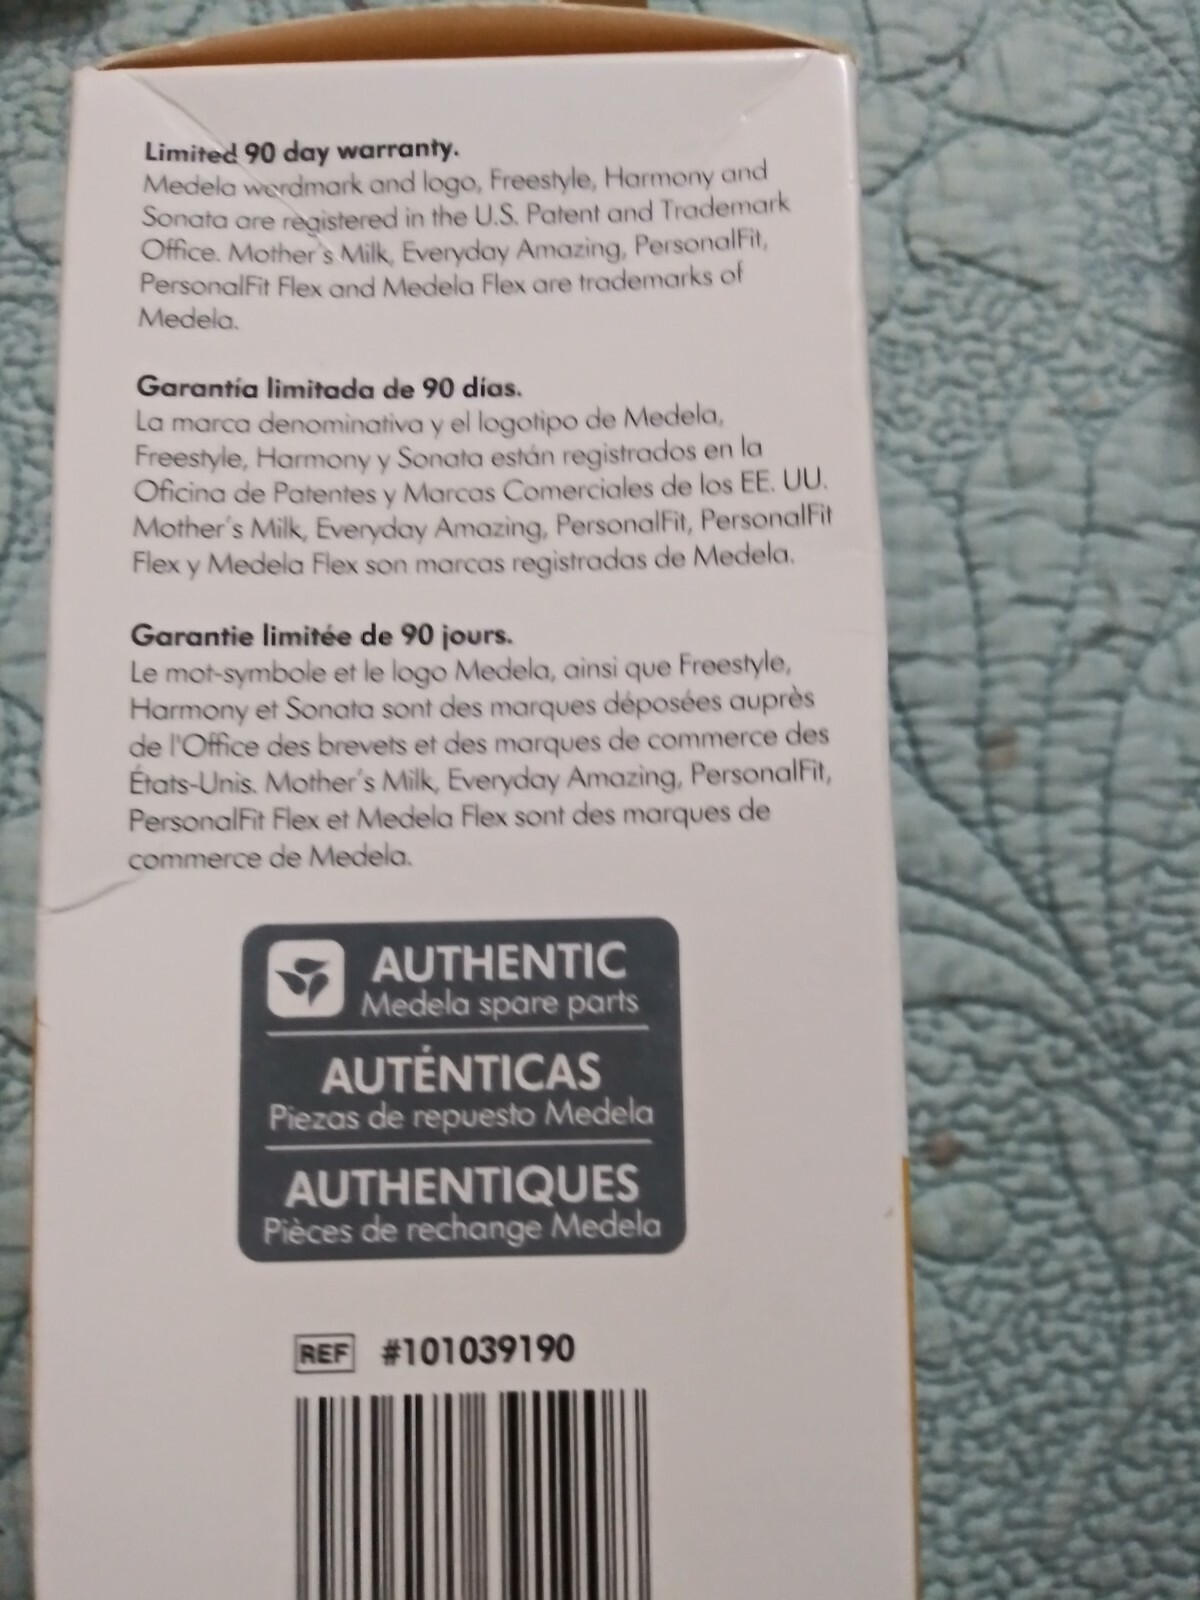 Limited 90 day warranty.
Medela wordmark and logo, Freestyle, Harmony and
Sonata are registered in the U.S. Patent and Trademark
Office. Mother's Milk, Everyday Amazing, PersonalFit,
PersonalFit Flex and Medela Flex are trademarks of
Medela.
Garantía limitada de 90 días.
La marca denominativa y el logotipo de Medela,
Freestyle, Harmony y Sonata están registrados en la
Oficina de Patentes y Marcas Comerciales de los EE. UU.
Mother's Milk, Everyday Amazing, PersonalFit, PersonalFit
Flex y Medela Flex son marcas registradas de Medela.
Garantie limitée de 90 jours.
Le mot-symbole et le logo Medela, ainsi que Freestyle,
Harmony et Sonata sont des marques déposées auprès
de l'Office des brevets et des marques de commerce des
États-Unis. Mother's Milk, Everyday Amazing, PersonalFit,
PersonalFit Flex et Medela Flex sont des marques de
commerce de Medela.
AUTHENTIC
Medela spare parts
AUTÉNTICAS
Piezas de repuesto Medela
AUTHENTIQUES
Pièces de rechange Medela
REF #101039190